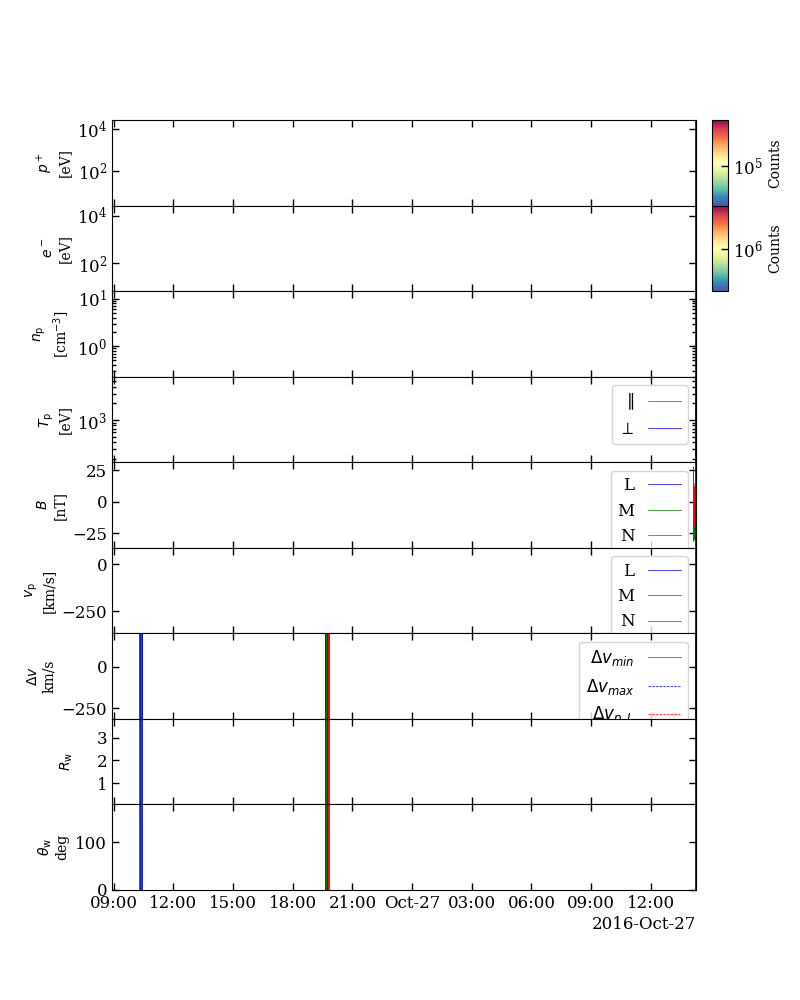 10⁴
10²
p⁺
[eV]
10⁵
Counts
10⁴
10²
e⁻
[eV]
10⁶
Counts
10¹
10⁰
nₚ
[cm⁻³]
10³
Tₚ
[eV]
∥
⊥
25
0
−25
B
[nT]
L
M
N
0
−250
vₚ
[km/s]
L
M
N
0
−250
Δv
km/s
Δv_min
Δv_max
3
2
1
R_w
100
0
θ_w
deg
09:00 12:00 15:00 18:00 21:00 Oct-27 03:00 06:00 09:00 12:00
2016-Oct-27